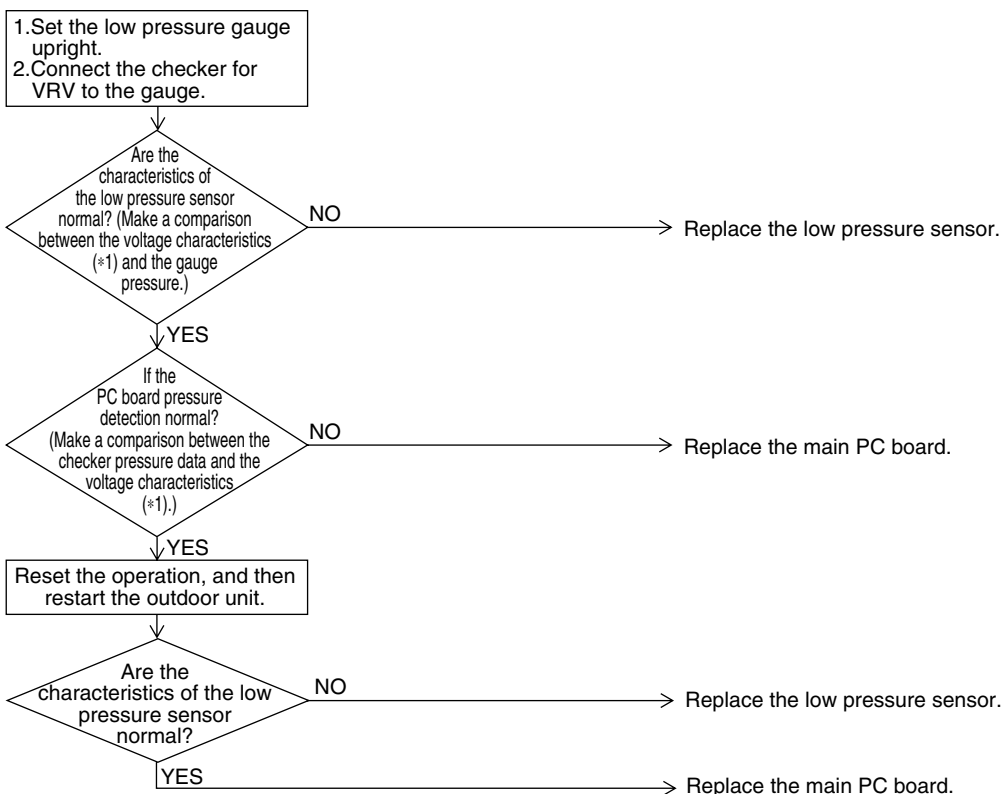 1.Set the low pressure gauge
upright.
2.Connect the checker for
VRV to the gauge.
Are the
characteristics of
the low pressure sensor
normal? (Make a comparison
between the voltage characteristics
(*1) and the gauge
pressure.)
NO
Replace the low pressure sensor.
YES
If the
PC board pressure
detection normal?
(Make a comparison between the
checker pressure data and the
voltage characteristics
(*1).)
NO
Replace the main PC board.
YES
Reset the operation, and then
restart the outdoor unit.
Are the
characteristics of the low
pressure sensor
normal?
NO
Replace the low pressure sensor.
YES
Replace the main PC board.